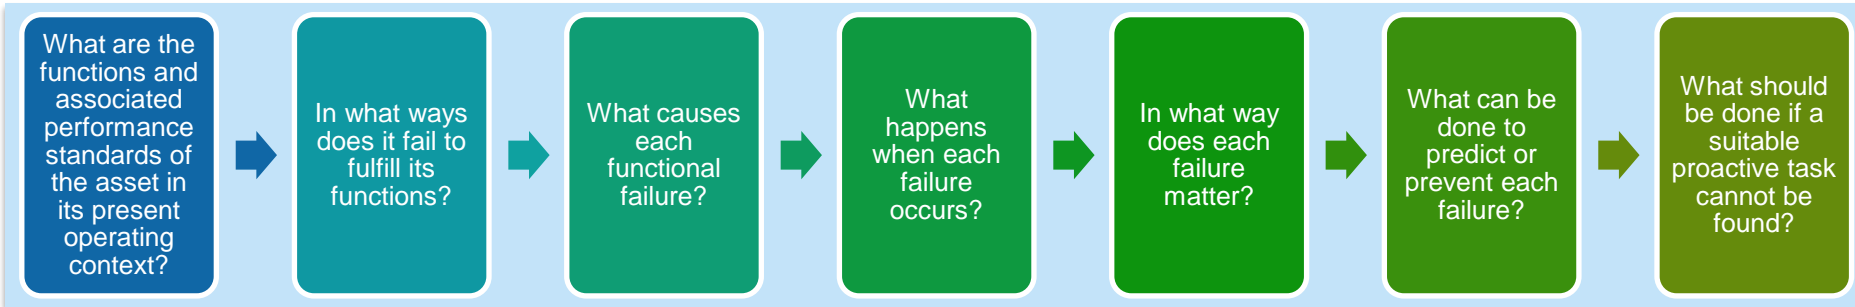 What are the
functions and
associated
performance
standards of
the asset in
its present
operating
context?
In what ways
does it fail to
fulfill its
functions?
What causes
each
functional
failure?
What
happens
when each
failure
occurs?
In what way
does each
failure
matter?
What can be
done to
predict or
prevent each
failure?
What should
be done if a
suitable
proactive task
cannot be
found?